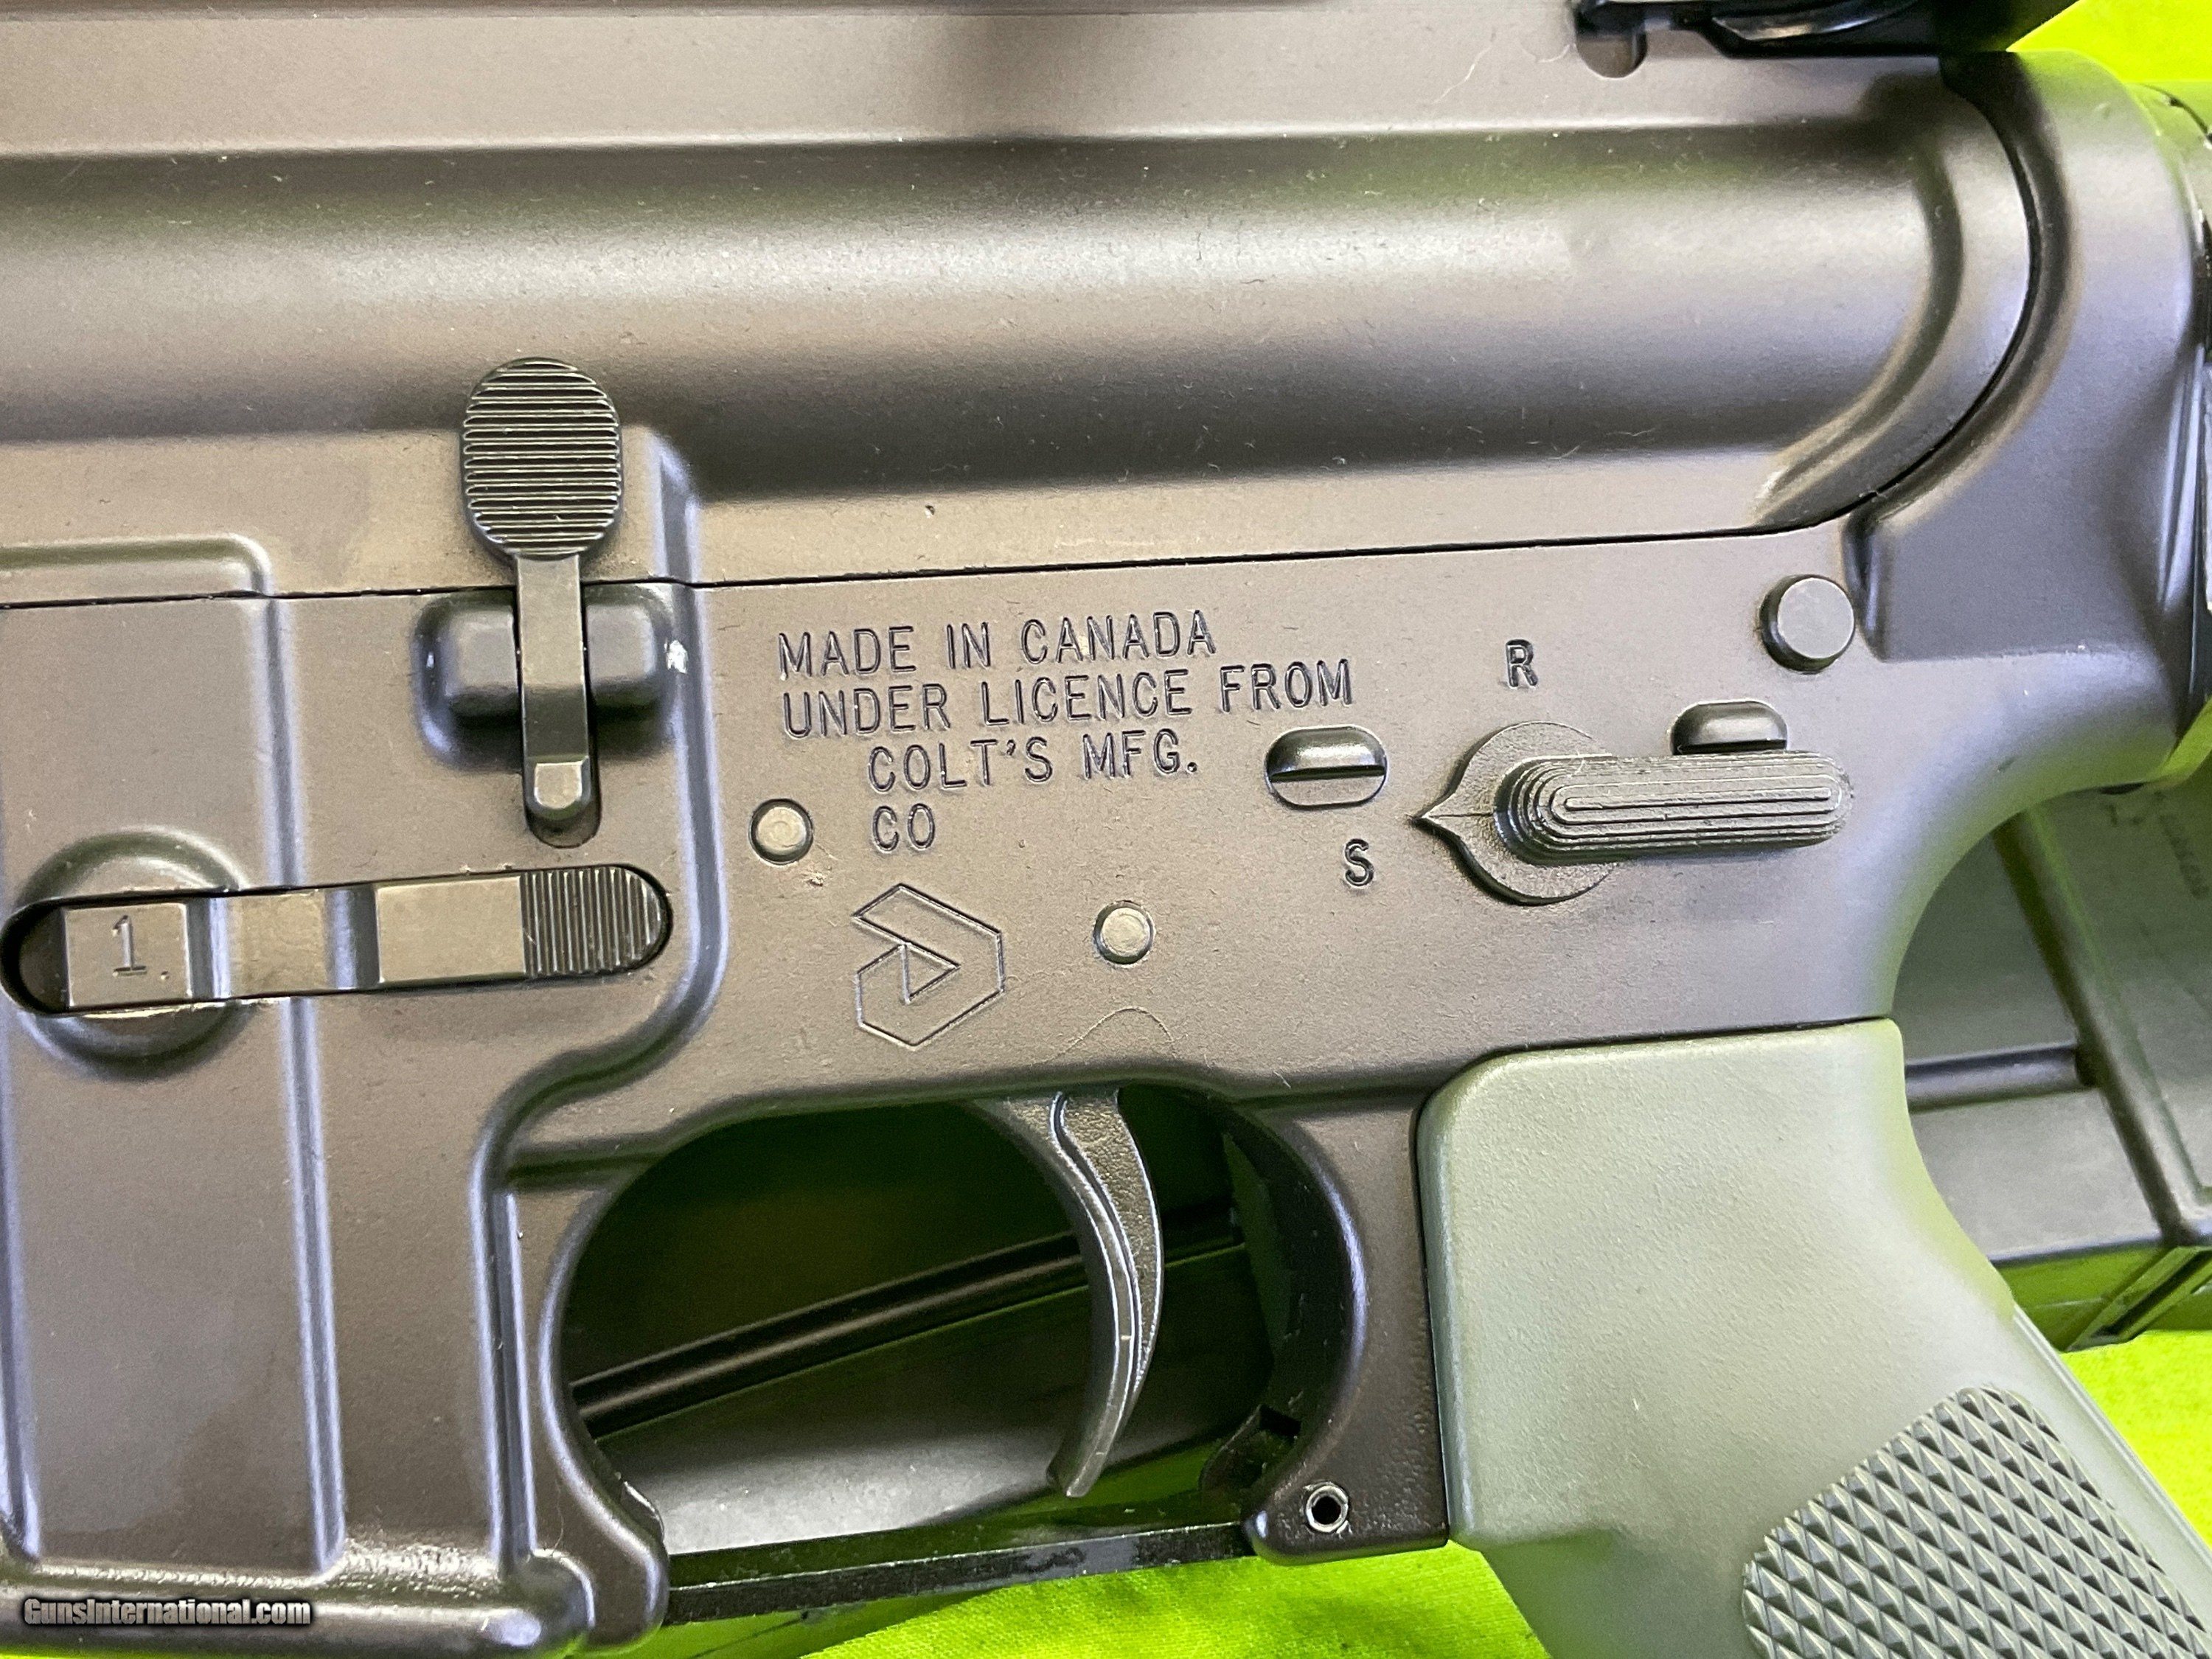 MADE IN CANADA
UNDER LICENCE FROM
COLT'S MFG.
CO
R
S
1.
GunsInternational.com